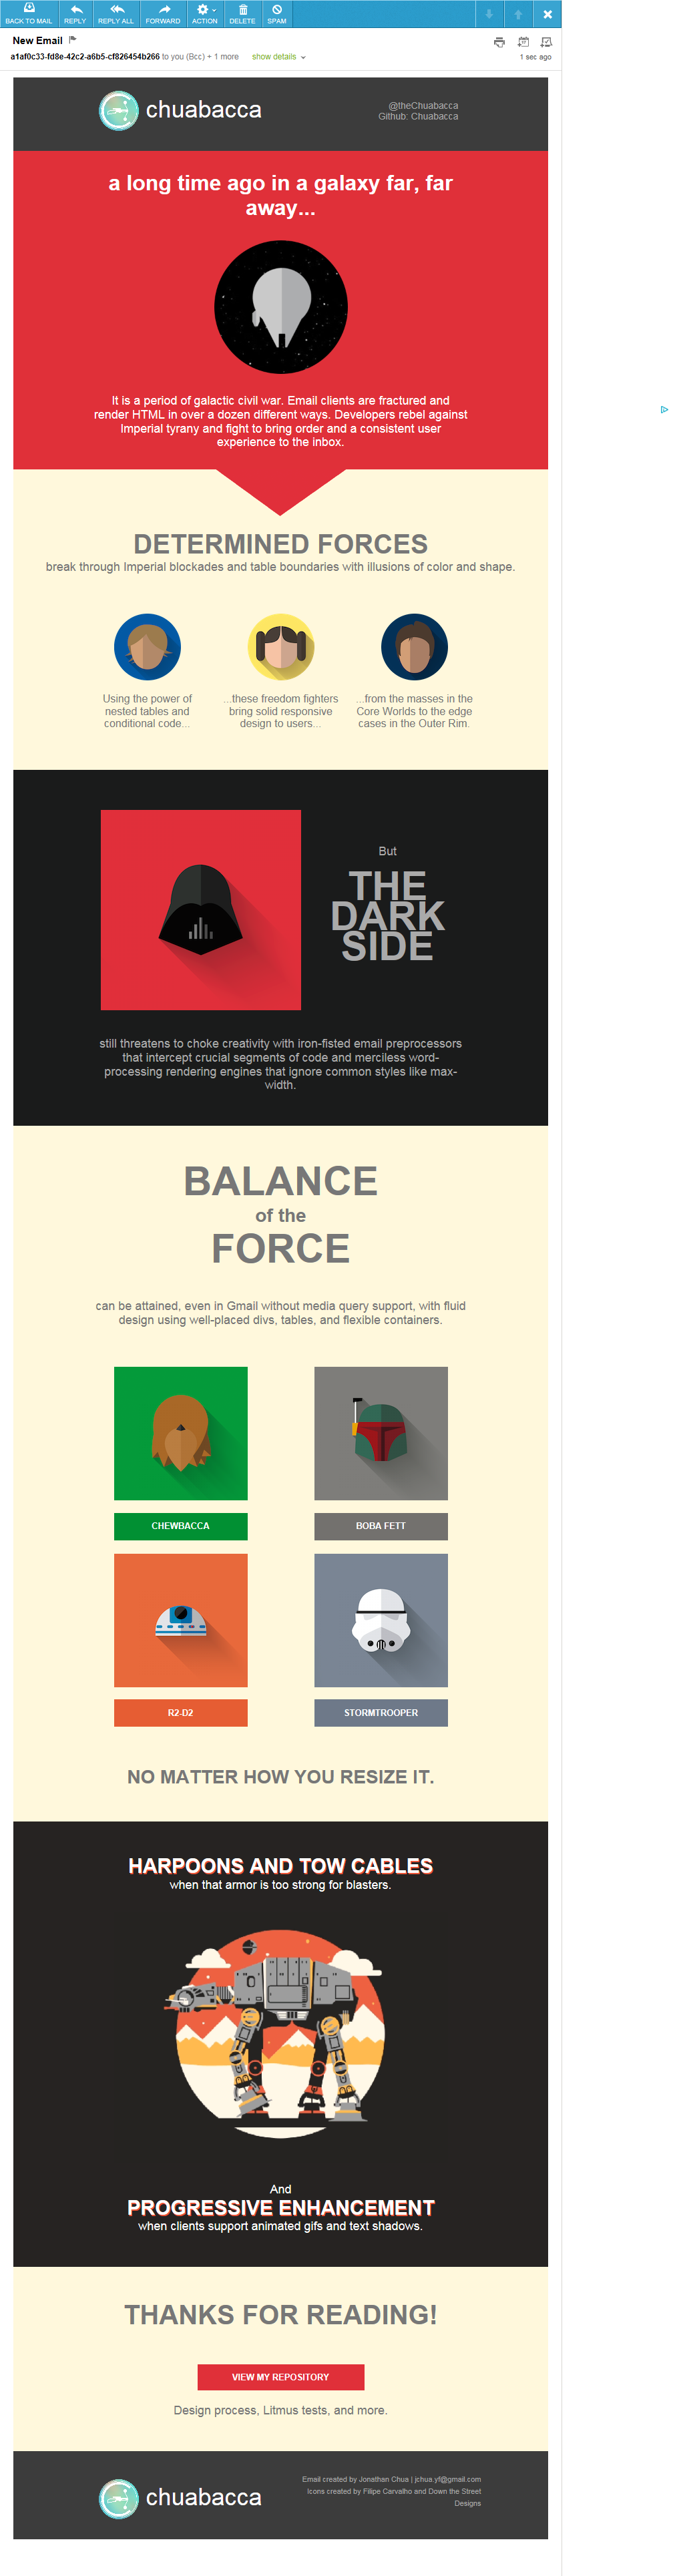 BACK TO MAIL REPLY REPLY ALL FORWARD ACTION DELETE SPAM
New Email
a1af0c33-fd8e-42c2-a6b5-cf826454b266 to you (Bcc) + 1 more show details
1 sec ago
chuabacca
@theChuabacca
Github: Chuabacca
a long time ago in a galaxy far, far
away...
It is a period of galactic civil war. Email clients are fractured and
render HTML in over a dozen different ways. Developers rebel against
Imperial tyrany and fight to bring order and a consistent user
experience to the inbox.
DETERMINED FORCES
break through Imperial blockades and table boundaries with illusions of color and shape.
Using the power of
nested tables and
conditional code...
...these freedom fighters
bring solid responsive
design to users...
...from the masses in the
Core Worlds to the edge
cases in the Outer Rim.
But
THE
DARK
SIDE
still threatens to choke creativity with iron-fisted email preprocessors
that intercept crucial segments of code and merciless word-
processing rendering engines that ignore common styles like max-
width.
BALANCE
of the
FORCE
can be attained, even in Gmail without media query support, with fluid
design using well-placed divs, tables, and flexible containers.
CHEWBACCA
BOBA FETT
R2-D2
STORMTROOPER
NO MATTER HOW YOU RESIZE IT.
HARPOONS AND TOW CABLES
when that armor is too strong for blasters.
And
PROGRESSIVE ENHANCEMENT
when clients support animated gifs and text shadows.
THANKS FOR READING!
VIEW MY REPOSITORY
Design process, Litmus tests, and more.
chuabacca
Email created by Jonathan Chua | jchua.yf@gmail.com
Icons created by Filipe Carvalho and Down the Street
Designs